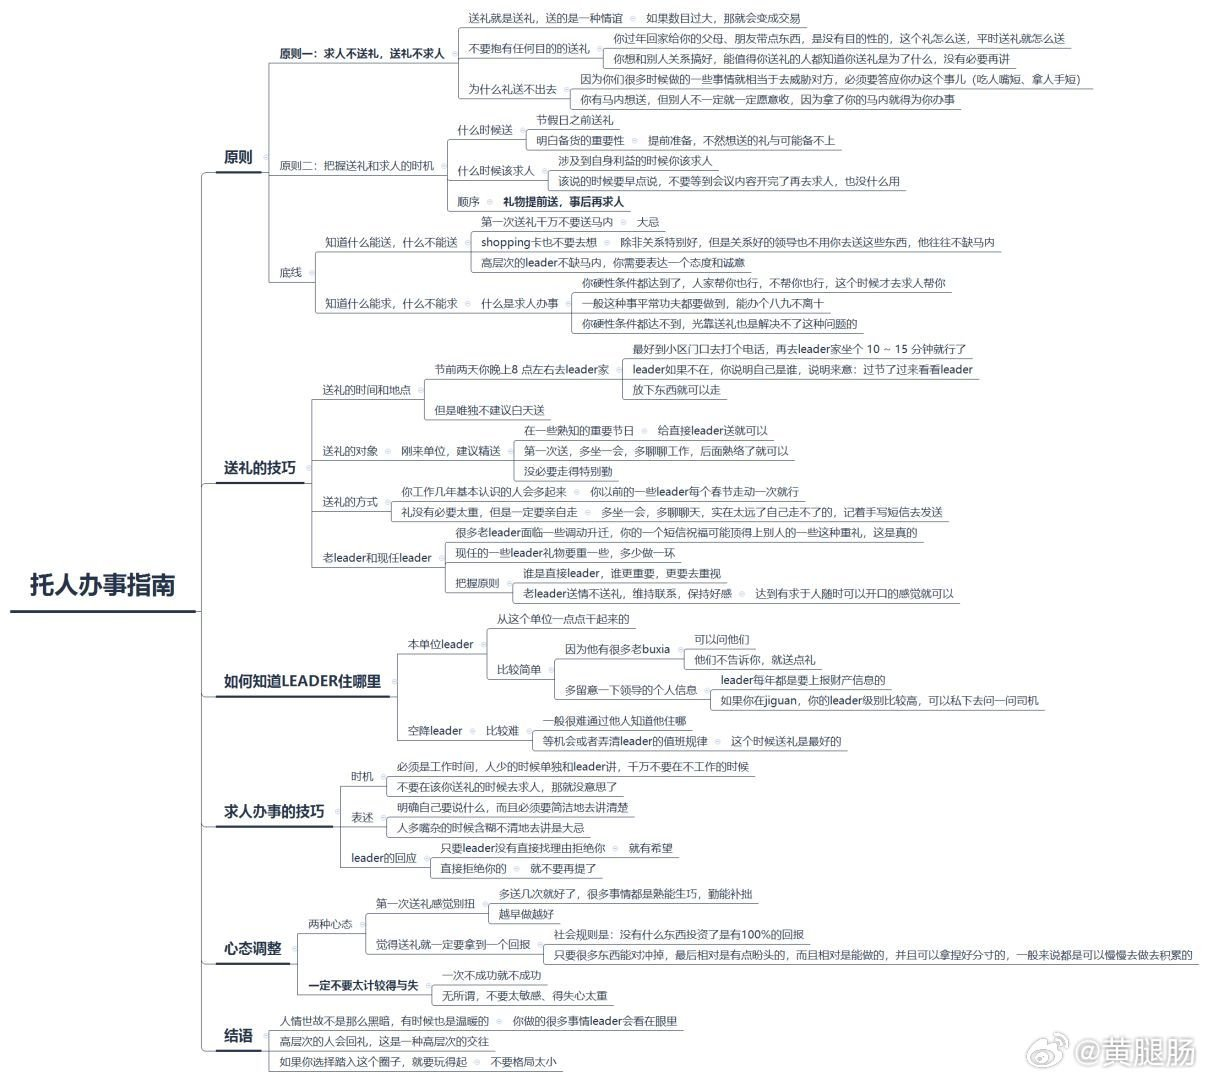 托人办事指南
原则
原则一：求人不送礼，送礼不求人
送礼就是送礼，送的是一种情谊
如果数目过大，那就会变成交易
不要抱有任何目的的送礼
你过年回家给你的父母、朋友带点东西，是没有目的性的，这个礼怎么送，平时送礼就怎么送
你想和别人关系搞好，能值得你送礼的人都知道你送礼是为了什么，没有必要再讲
为什么礼送不出去
因为你们很多时候做的一些事情就相当于去威胁对方，必须要答应你办这个事儿（吃人嘴短、拿人手短）
你有马内想送，但别人不一定就一定愿意收，因为拿了你的马内就得为你办事
原则二：把握送礼和求人的时机
什么时候送
节假日之前送礼
明白备货的重要性
提前准备，不然想送的礼与可能备不上
什么时候该求人
涉及到自身利益的时候你该求人
该说的时候要早点说，不要等到会议内容开完了再去求人，也没什么用
顺序
礼物提前送，事后再求人
底线
知道什么能送，什么不能送
第一次送礼千万不要送马内
大忌
shopping卡也不要去想
除非关系特别好，但是关系好的领导也不用你去送这些东西，他往往不缺马内
高层次的leader不缺马内，你需要表达一个态度和诚意
知道什么能求，什么不能求
什么是求人办事
你硬性条件都达到了，人家帮你也行，不帮你也行，这个时候才去求人帮你
一般这种事平常功夫都要做到，能办个八九不离十
你硬性条件都达不到，光靠送礼也是解决不了这种问题的
送礼的技巧
送礼的时间和地点
节前两天你晚上8 点左右去leader家
最好到小区门口去打个电话，再去leader家坐个 10 ~ 15 分钟就行了
leader如果不在，你说明自己是谁，说明来意：过节了过来看看leader
放下东西就可以走
但是唯独不建议白天送
送礼的对象
刚来单位，建议精送
在一些熟知的重要节日
给直接leader送就可以
第一次送，多坐一会，多聊聊工作，后面熟络了就可以
没必要走得特别勤
送礼的方式
你工作几年基本认识的人会多起来
你以前的一些leader每个春节走动一次就行
礼没有必要太重，但是一定要亲自走
多坐一会，多聊聊天，实在太远了自己走不了的，记着手写短信去发送
老leader和现任leader
很多老leader面临一些调动升迁，你的一个短信祝福可能顶得上别人的一些这种重礼，这是真的
现任的一些leader礼物要重一些，多少做一环
把握原则
谁是直接leader，谁更重要，更要去重视
老leader送情不送礼，维持联系，保持好感
达到有求于人随时可以开口的感觉就可以
如何知道LEADER住哪里
本单位leader
从这个单位一点点干起来的
比较简单
因为他有很多老buxia
可以问他们
他们不告诉你，就送点礼
多留意一下领导的个人信息
leader每年都是要上报财产信息的
如果你在jiguan，你的leader级别比较高，可以私下去问一问司机
空降leader
比较难
一般很难通过他人知道他住哪
等机会或者弄清leader的值班规律
这个时候送礼是最好的
求人办事的技巧
时机
必须是工作时间，人少的时候单独和leader讲，千万不要在不工作的时候
不要在该你送礼的时候去求人，那就没意思了
表述
明确自己要说什么，而且必须要简洁地去讲清楚
人多嘴杂的时候含糊不清地去讲是大忌
leader的回应
只要leader没有直接找理由拒绝你
就有希望
直接拒绝你的
就不要再提了
心态调整
两种心态
第一次送礼感觉别扭
多送几次就好了，很多事情都是熟能生巧，勤能补拙
越早做越好
觉得送礼就一定要拿到一个回报
社会规则是：没有什么东西投资了是有100%的回报
只要很多东西能对冲掉，最后相对是有点盼头的，而且相对是能做的，并且可以拿捏好分寸的，一般来说都是可以慢慢去做去积累的
一定不要太计较得与失
一次不成功就不成功
无所谓，不要太敏感、得失心太重
结语
人情世故不是那么黑暗，有时候也是温暖的
你做的很多事情leader会看在眼里
高层次的人会回礼，这是一种高层次的交往
如果你选择踏入这个圈子，就要玩得起
不要格局太小
@黄腿肠